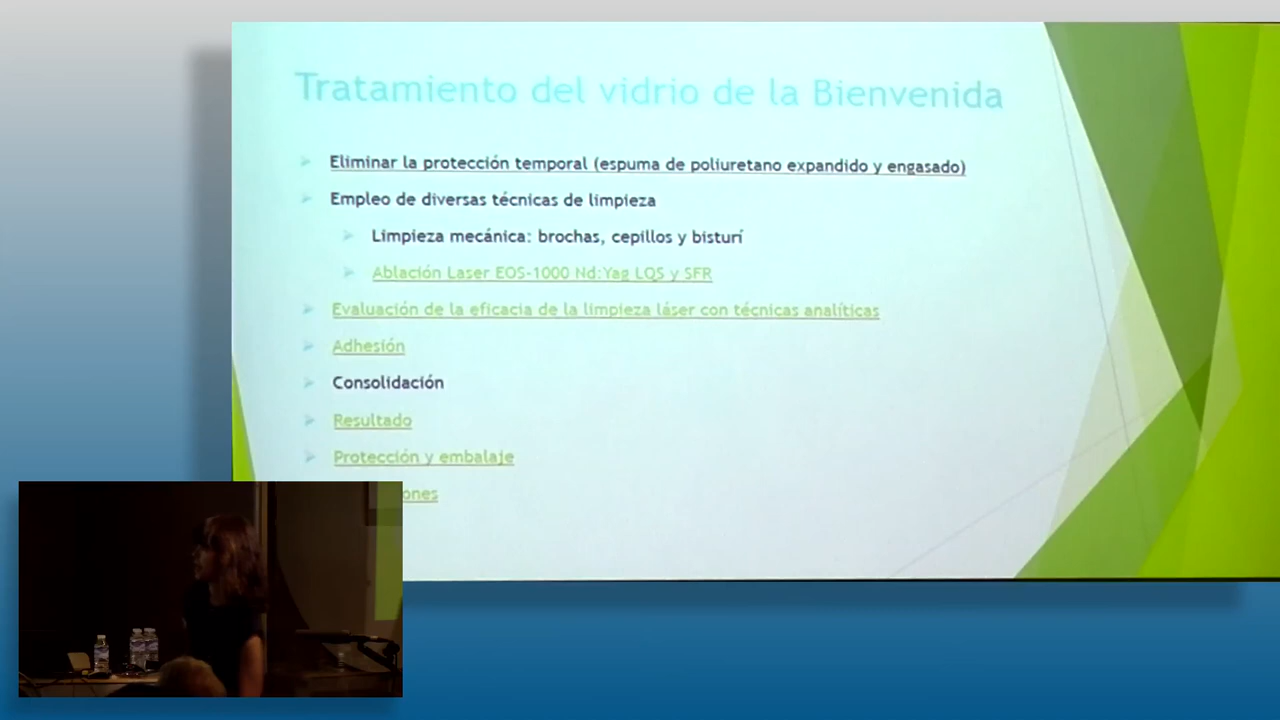 Tratamiento del vidrio de la Bienvenida
Eliminar la protección temporal (espuma de poliuretano expandido y engasado)
Empleo de diversas técnicas de limpieza
Limpieza mecánica: brochas, cepillos y bisturí
Ablación Laser EOS-1000 Nd:Yag LQS y SFR
Evaluación de la eficacia de la limpieza láser con técnicas analíticas
Adhesión
Consolidación
Resultado
Protección y embalaje